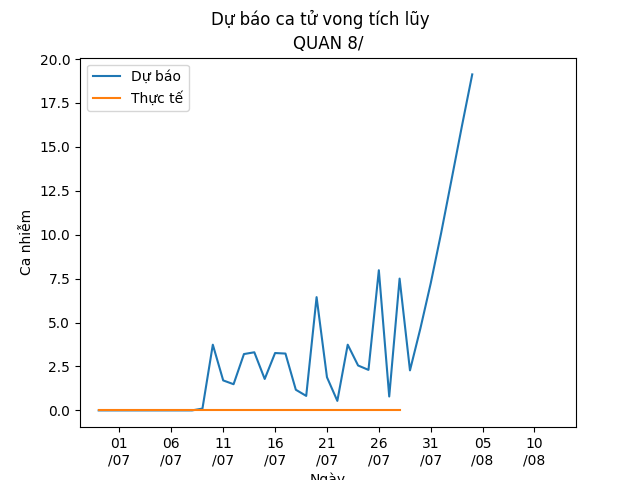 Dự báo ca tử vong tích lũy
QUAN 8/
Dự báo
Thực tế
Ca nhiễm
20.0
17.5
15.0
12.5
10.0
7.5
5.0
2.5
0.0
01 06 11 16 21 26 31 05 10
/07 /07 /07 /07 /07 /07 /07 /08 /08
Ngày